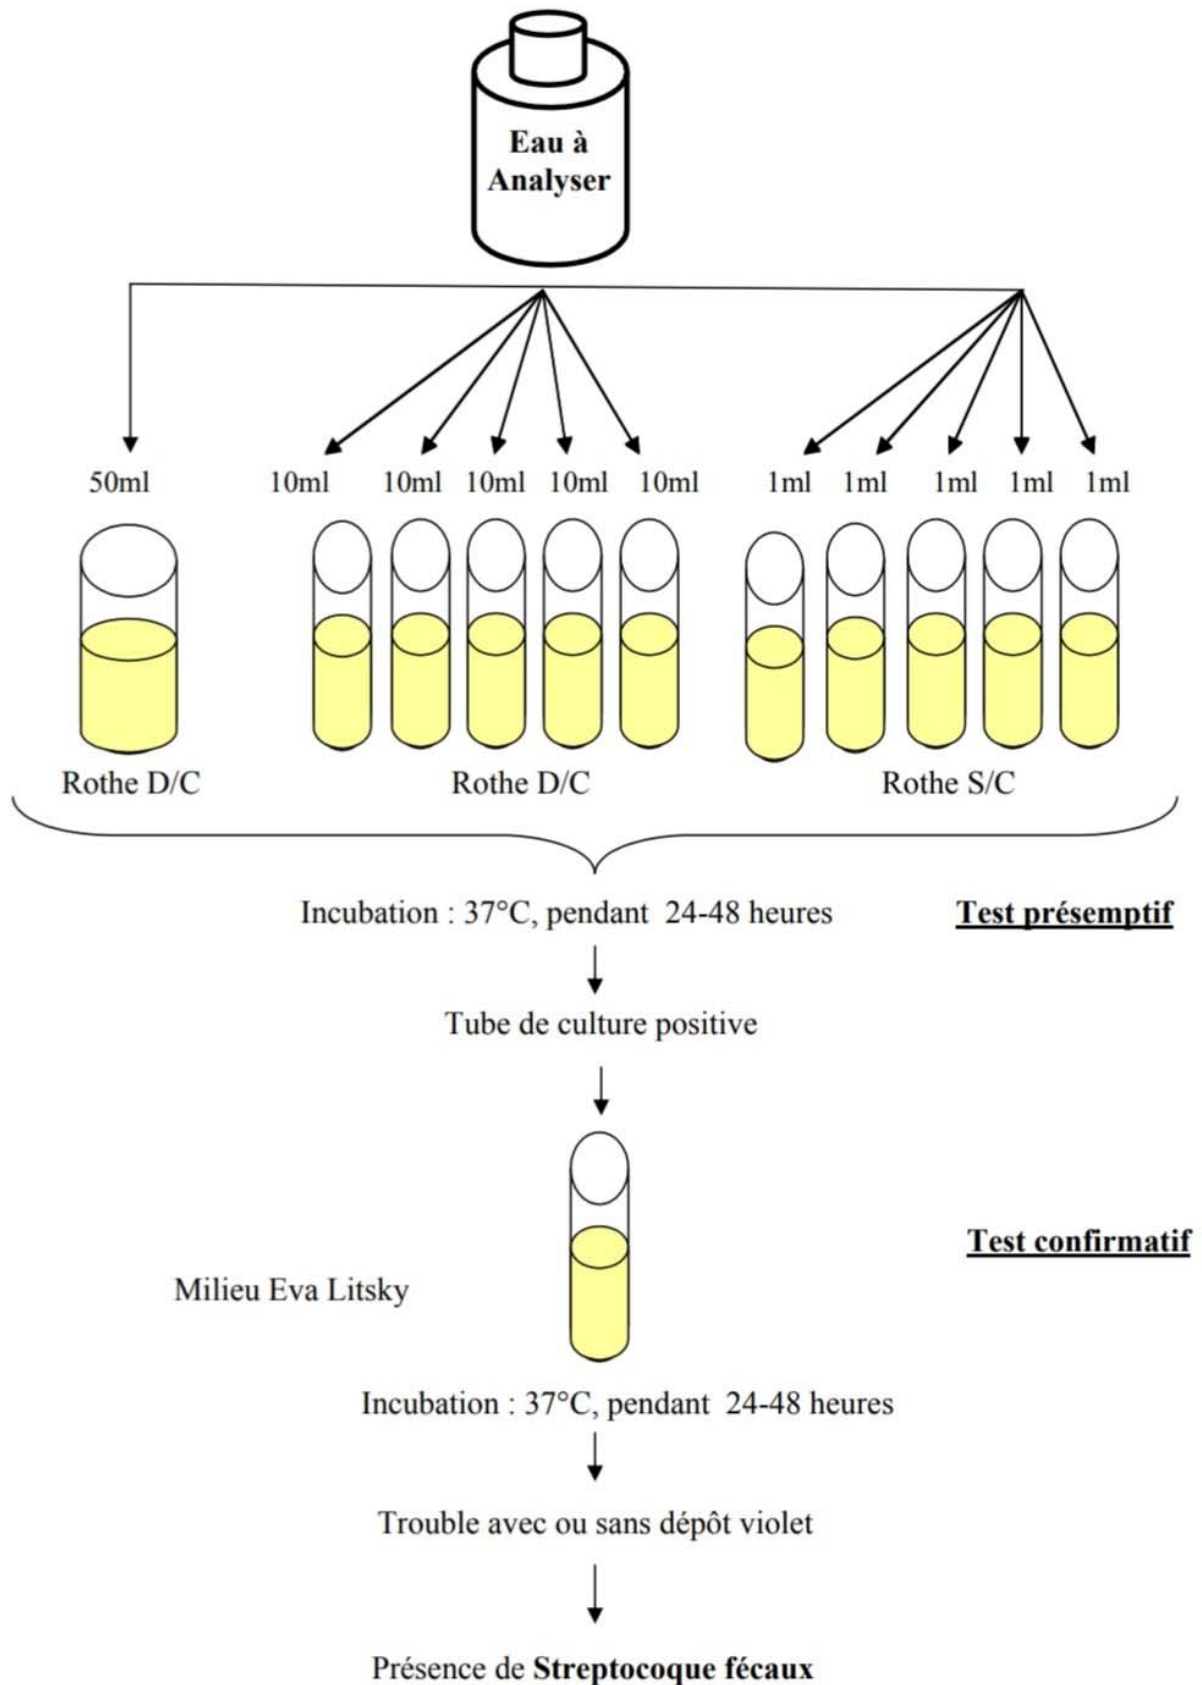 Eau à
Analyser
50ml 10ml 10ml 10ml 10ml 10ml 1ml 1ml 1ml 1ml 1ml
Rothe D/C Rothe D/C Rothe S/C
Incubation : 37°C, pendant 24-48 heures Test présemptif
Tube de culture positive
Test confirmatif
Milieu Eva Litsky
Incubation : 37°C, pendant 24-48 heures
Trouble avec ou sans dépôt violet
Présence de Streptocoque fécaux